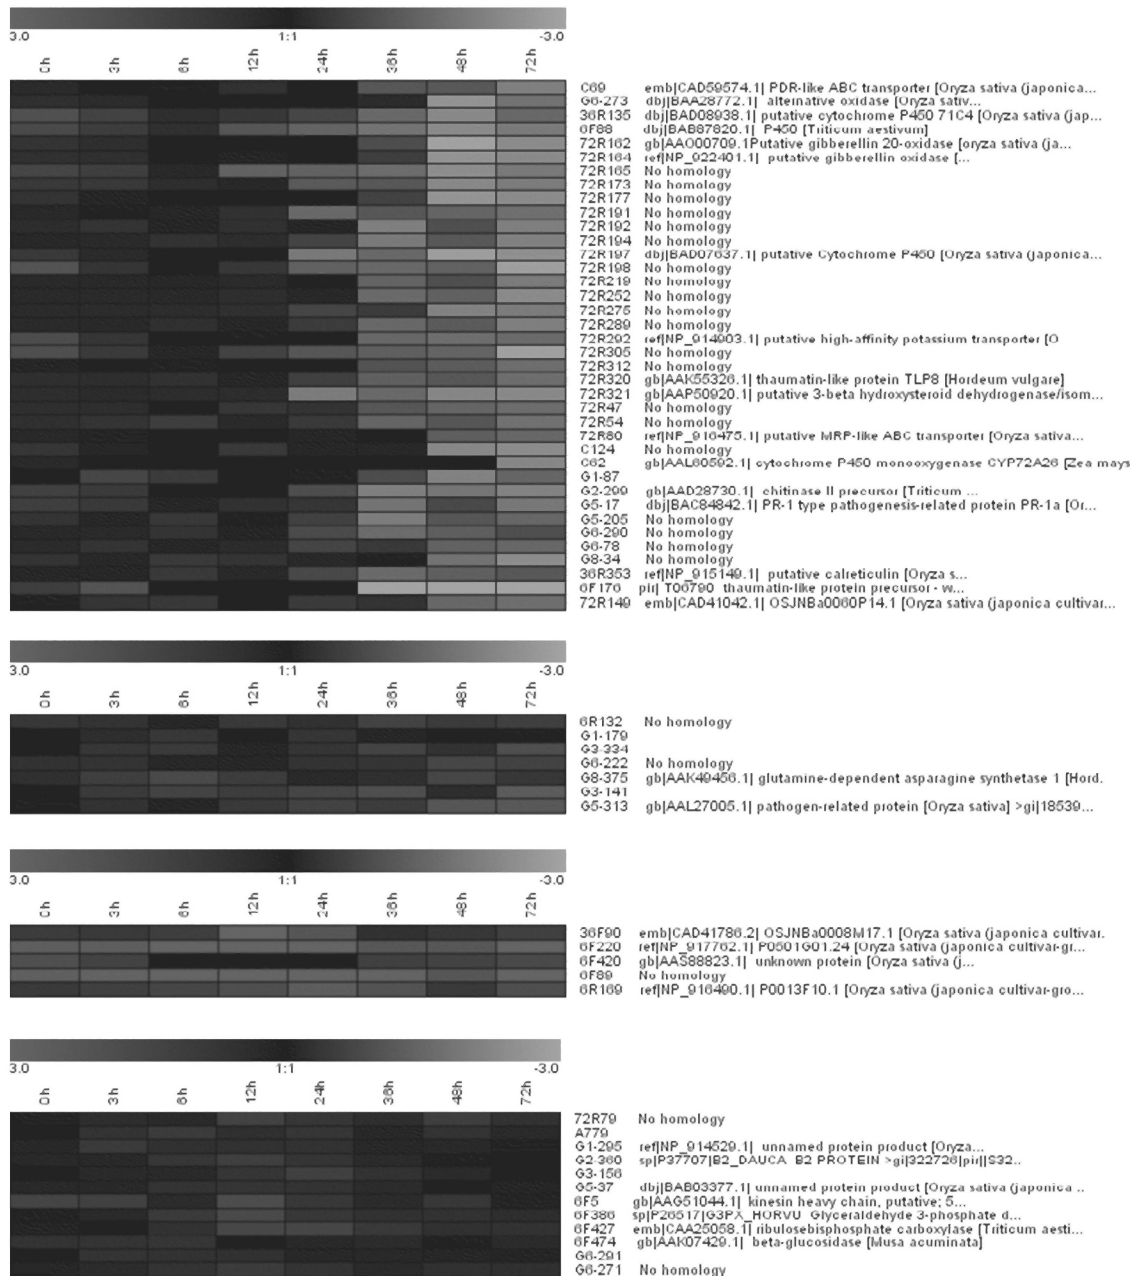 3.0 1:1 -3.0
0h 3h 6h 12h 24h 36h 48h 72h
C69 emb|CAD59574.1| PDR-like ABC transporter [Oryza sativa (japonica...
G6-273 dbj|BAA28772.1| alternative oxidase [Oryza sativ...
36R135 dbj|BAD08938.1| putative cytochrome P450 71C4 [Oryza sativa (jap...
6F88 dbj|BAB87820.1| P450 [Triticum aestivum]
72R162 gb|AAO00709.1Putative gibberellin 20-oxidase [oryza sativa (ja...
72R164 ref|NP_922401.1| putative gibberellin oxidase [...
72R165 No homology
72R173 No homology
72R177 No homology
72R191 No homology
72R192 No homology
72R194 No homology
72R197 dbj|BAD07637.1| putative Cytochrome P450 [Oryza sativa (japonica...
72R198 No homology
72R219 No homology
72R252 No homology
72R275 No homology
72R289 No homology
72R292 ref|NP_914903.1| putative high-affinity potassium transporter [O
72R305 No homology
72R312 No homology
72R320 gb|AAK55326.1| thaumatin-like protein TLP8 [Hordeum vulgare]
72R321 gb|AAP50920.1| putative 3-beta hydroxysteroid dehydrogenase/isom...
72R47 No homology
72R54 No homology
72R80 ref|NP_916475.1| putative MRP-like ABC transporter [Oryza sativa...
C124 No homology
C62 gb|AAL60592.1| cytochrome P450 monooxygenase CYP72A26 [Zea mays
G1-87
G2-299 gb|AAD28730.1| chitinase II precursor [Triticum ...
G5-17 dbj|BAC84842.1| PR-1 type pathogenesis-related protein PR-1a [Or...
G5-205 No homology
G6-290 No homology
G6-78 No homology
G8-34 No homology
36R353 ref|NP_915149.1| putative calreticulin [Oryza s...
6F176 pir| T06790 thaumatin-like protein precursor - w...
72R149 emb|CAD41042.1| OSJNBa0060P14.1 [Oryza sativa (japonica cultivar...
3.0 1:1 -3.0
0h 3h 6h 12h 24h 36h 48h 72h
6R132 No homology
G1-179
G3-334
G6-222 No homology
G8-375 gb|AAK49456.1| glutamine-dependent asparagine synthetase 1 [Hord.
G3-141
G5-313 gb|AAL27005.1| pathogen-related protein [Oryza sativa] >gi|18539...
3.0 1:1 -3.0
0h 3h 6h 12h 24h 36h 48h 72h
36F90 emb|CAD41786.2| OSJNBa0008M17.1 [Oryza sativa (japonica cultivar.
6F220 ref|NP_917762.1| P0501G01.24 [Oryza sativa (japonica cultivar-gr...
6F420 gb|AAS88823.1| unknown protein [Oryza sativa (j...
6F89 No homology
6R169 ref|NP_916490.1| P0013F10.1 [Oryza sativa (japonica cultivar-gro...
3.0 1:1 -3.0
0h 3h 6h 12h 24h 36h 48h 72h
72R79 No homology
A779
G1-295 ref|NP_914529.1| unnamed protein product [Oryza...
G2-360 sp|P37707|B2_DAUCA B2 PROTEIN >gi|322726|pir||S32..
G3-156
G5-37 dbj|BAB03377.1| unnamed protein product [Oryza sativa (japonica ..
6F5 gb|AAG51044.1| kinesin heavy chain, putative; 5...
6F386 sp|P26517|G3PX_HORVU Glyceraldehyde 3-phosphate d...
6F427 emb|CAA25058.1| ribulosebisphosphate carboxylase [Triticum aesti...
6F474 gb|AAK07429.1| beta-glucosidase [Musa acuminata]
G6-291
G6-271 No homology